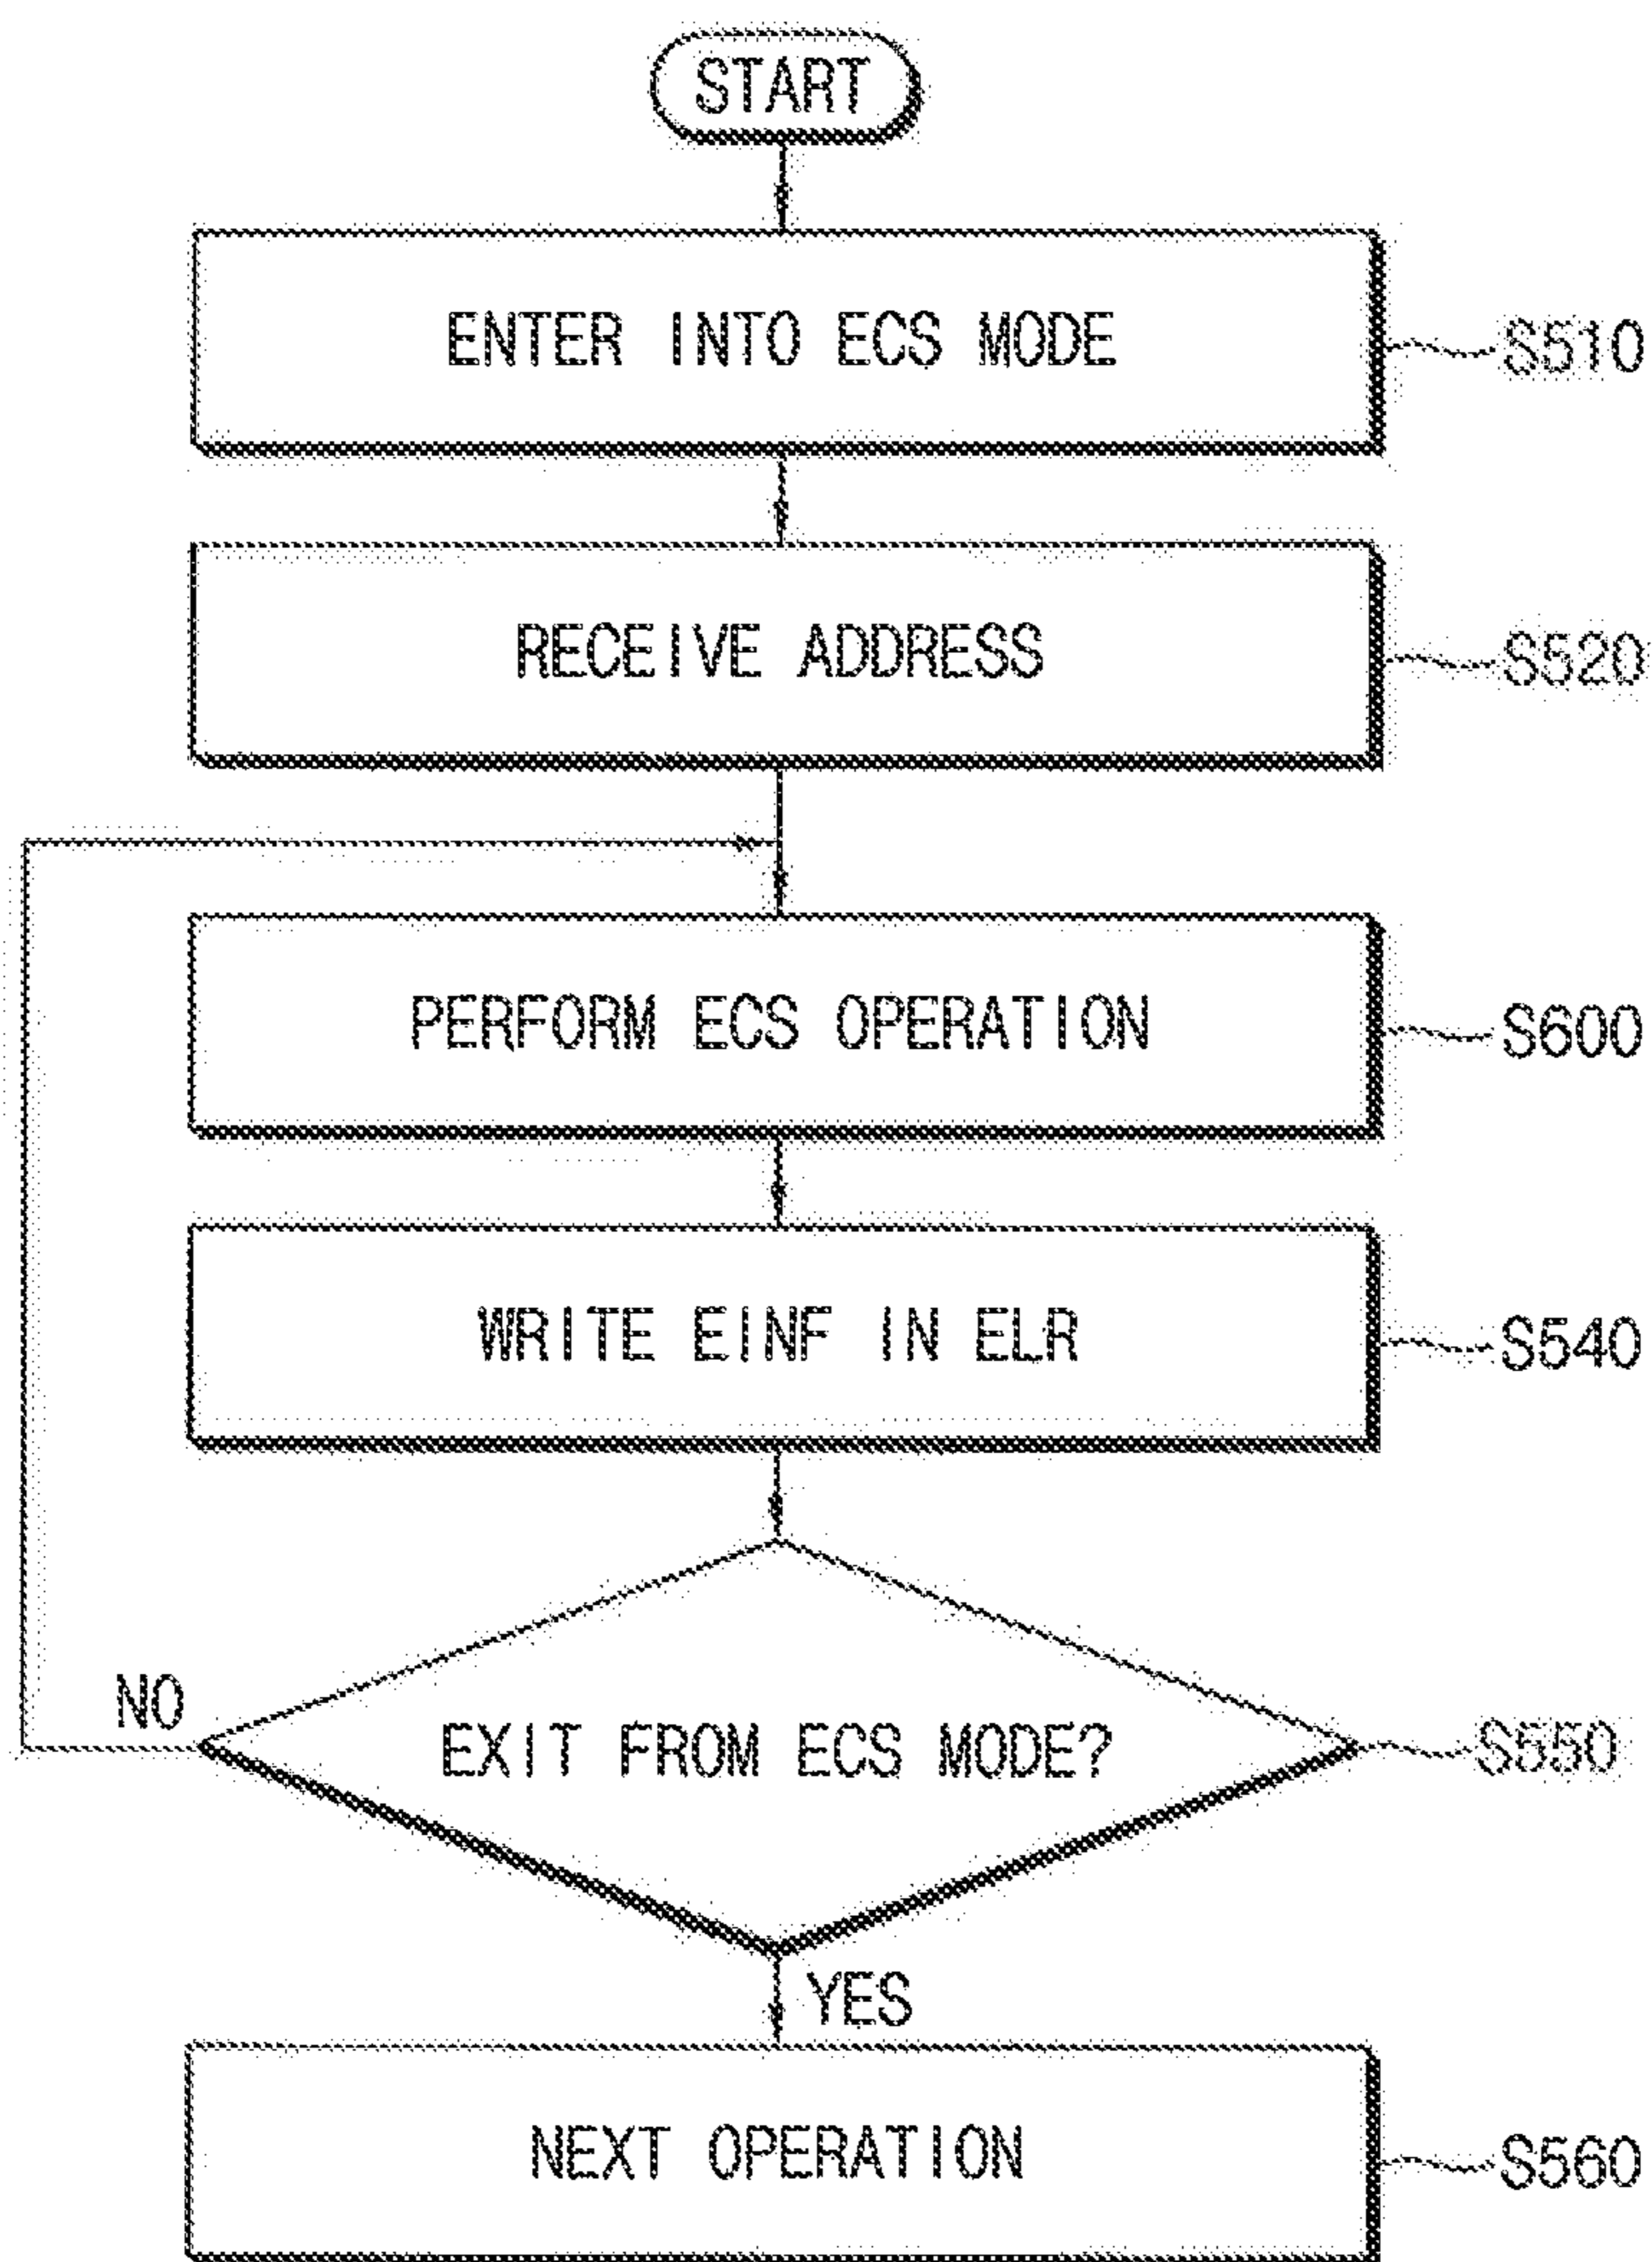 START
ENTER INTO ECS MODE
S510
RECEIVE ADDRESS
S520
PERFORM ECS OPERATION
S600
WRITE EINF IN ELR
S540
NO
EXIT FROM ECS MODE?
S550
YES
NEXT OPERATION
S560